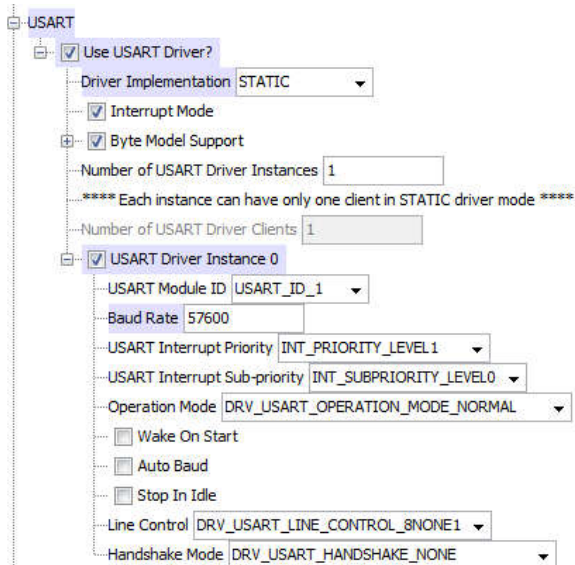 USART
Use USART Driver?
Driver Implementation STATIC
Interrupt Mode
Byte Model Support
Number of USART Driver Instances 1
**** Each instance can have only one client in STATIC driver mode ****
Number of USART Driver Clients 1
USART Driver Instance 0
USART Module ID USART_ID_1
Baud Rate 57600
USART Interrupt Priority INT_PRIORITY_LEVEL1
USART Interrupt Sub-priority INT_SUBPRIORITY_LEVEL0
Operation Mode DRV_USART_OPERATION_MODE_NORMAL
Wake On Start
Auto Baud
Stop In Idle
Line Control DRV_USART_LINE_CONTROL_8NONE1
Handshake Mode DRV_USART_HANDSHAKE_NONE